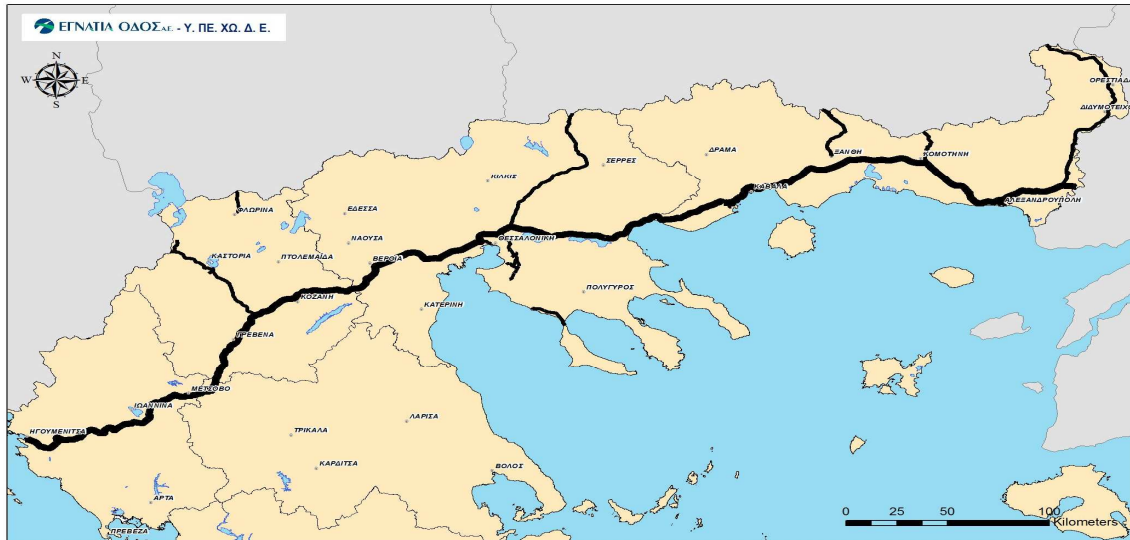 ΕΓΝΑΤΙΑ ΟΔΟΣ Α.Ε. - Υ. ΠΕ. ΧΩ. Δ. Ε.
N
W E
S
ΟΡΕΣΤΙΑΔΑ
ΔΙΔΥΜΟΤΕΙΧΟ
ΔΡΑΜΑ
ΞΑΝΘΗ
ΚΟΜΟΤΗΝΗ
ΣΕΡΡΕΣ
ΚΙΛΚΙΣ
ΚΑΒΑΛΑ
ΑΛΕΞΑΝΔΡΟΥΠΟΛΗ
ΦΛΩΡΙΝΑ
ΕΔΕΣΣΑ
ΝΑΟΥΣΑ
ΘΕΣΣΑΛΟΝΙΚΗ
ΚΑΣΤΟΡΙΑ
ΠΤΟΛΕΜΑΪΔΑ
ΒΕΡΟΙΑ
ΠΟΛΥΓΥΡΟΣ
ΚΟΖΑΝΗ
ΚΑΤΕΡΙΝΗ
ΓΡΕΒΕΝΑ
ΜΕΤΣΟΒΟ
ΙΩΑΝΝΙΝΑ
ΗΓΟΥΜΕΝΙΤΣΑ
ΛΑΡΙΣΑ
ΤΡΙΚΑΛΑ
ΚΑΡΔΙΤΣΑ
ΒΟΛΟΣ
ΑΡΤΑ
ΠΡΕΒΕΖΑ
0 25 50 100
Kilometers